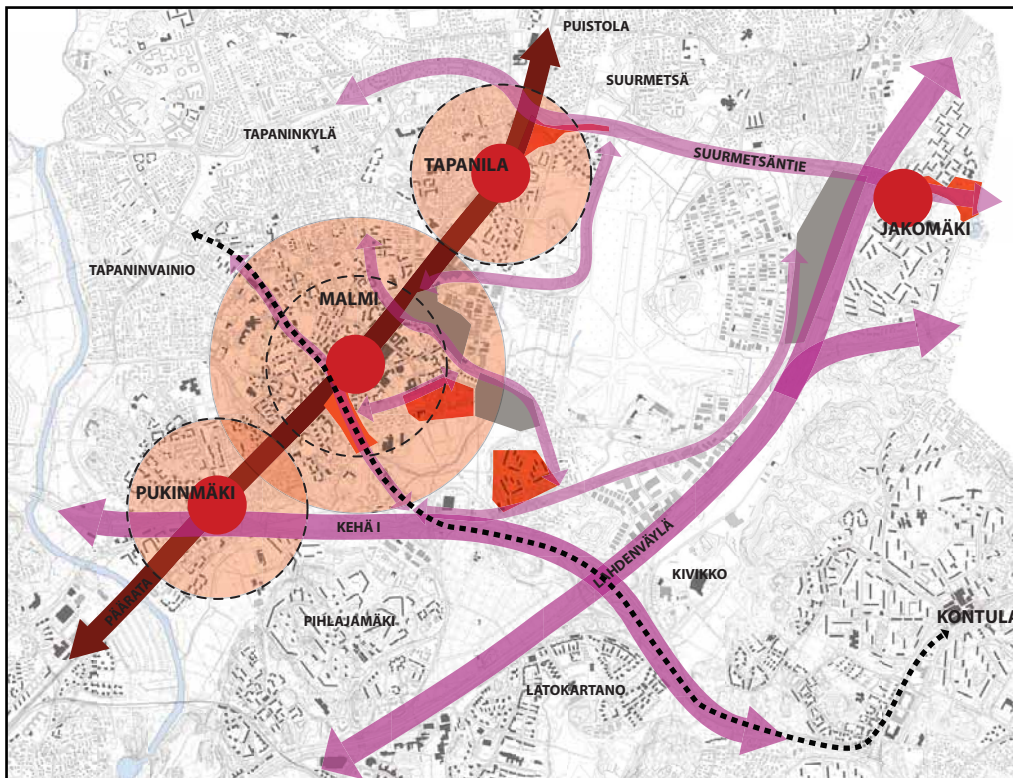 PUISTOLA
SUURMETSÄ
TAPANINKYLÄ
TAPANILA
SUURMETSÄNTIE
JAKOMÄKI
TAPANINVAINIO
MALMI
PUKINMÄKI
KEHÄ I
LAHDENVÄYLÄ
KIVIKKO
PÄÄRATA
PIHLAJAMÄKI
KONTULA
LATOKARTANO